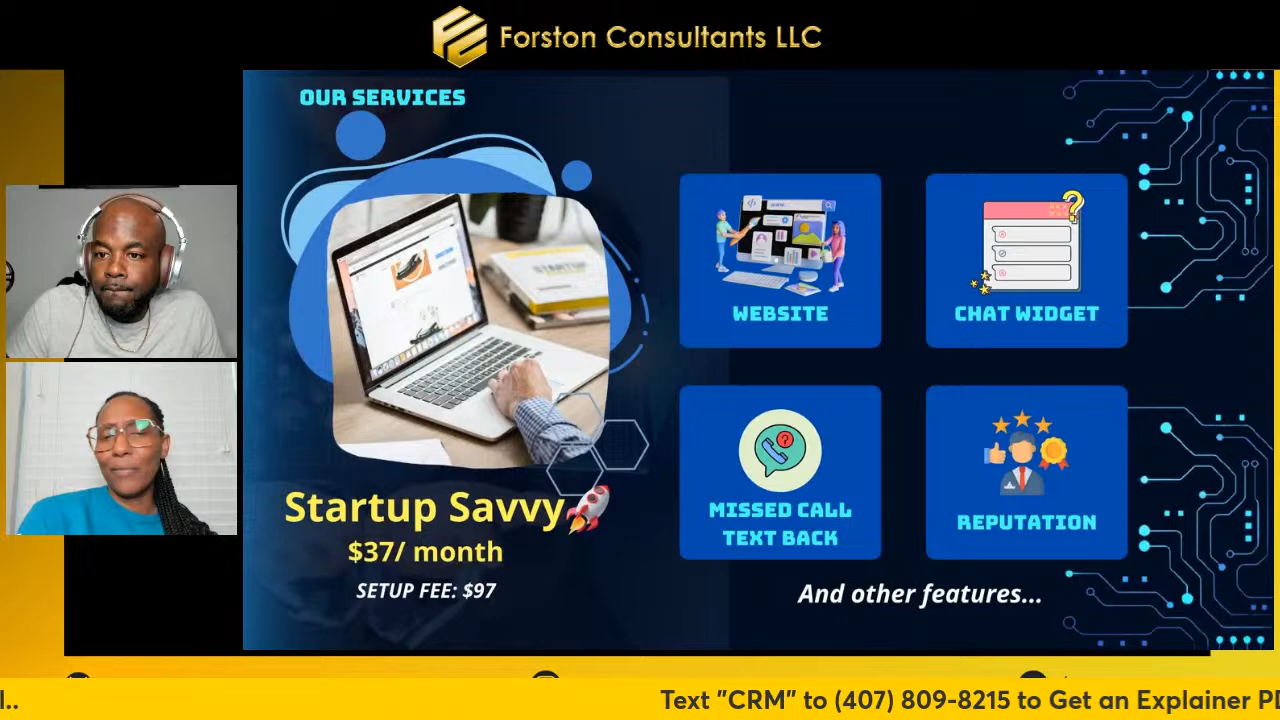 Forston Consultants LLC
OUR SERVICES
WEBSITE
CHAT WIDGET
STARTUP
Startup Savvy
$37/ month
SETUP FEE: $97
MISSED CALL
TEXT BACK
REPUTATION
And other features...
Text "CRM" to (407) 809-8215 to Get an Explainer